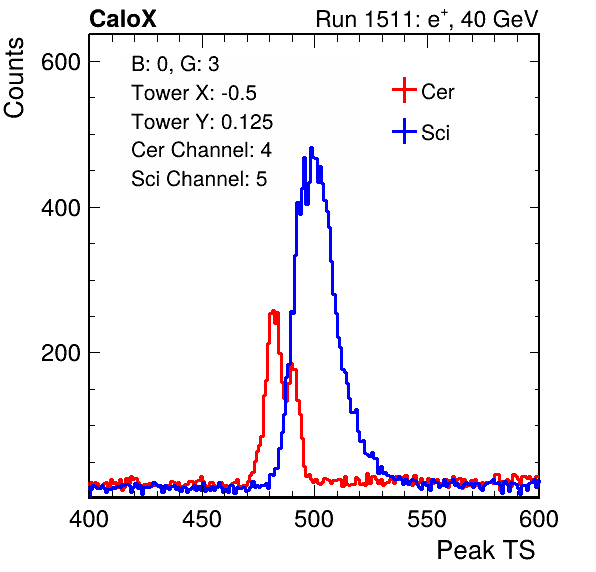 CaloX
Run 1511: e+, 40 GeV
Counts
B: 0, G: 3
Tower X: -0.5
Tower Y: 0.125
Cer Channel: 4
Sci Channel: 5
Cer
Sci
600
400
200
400 450 500 550 600
Peak TS